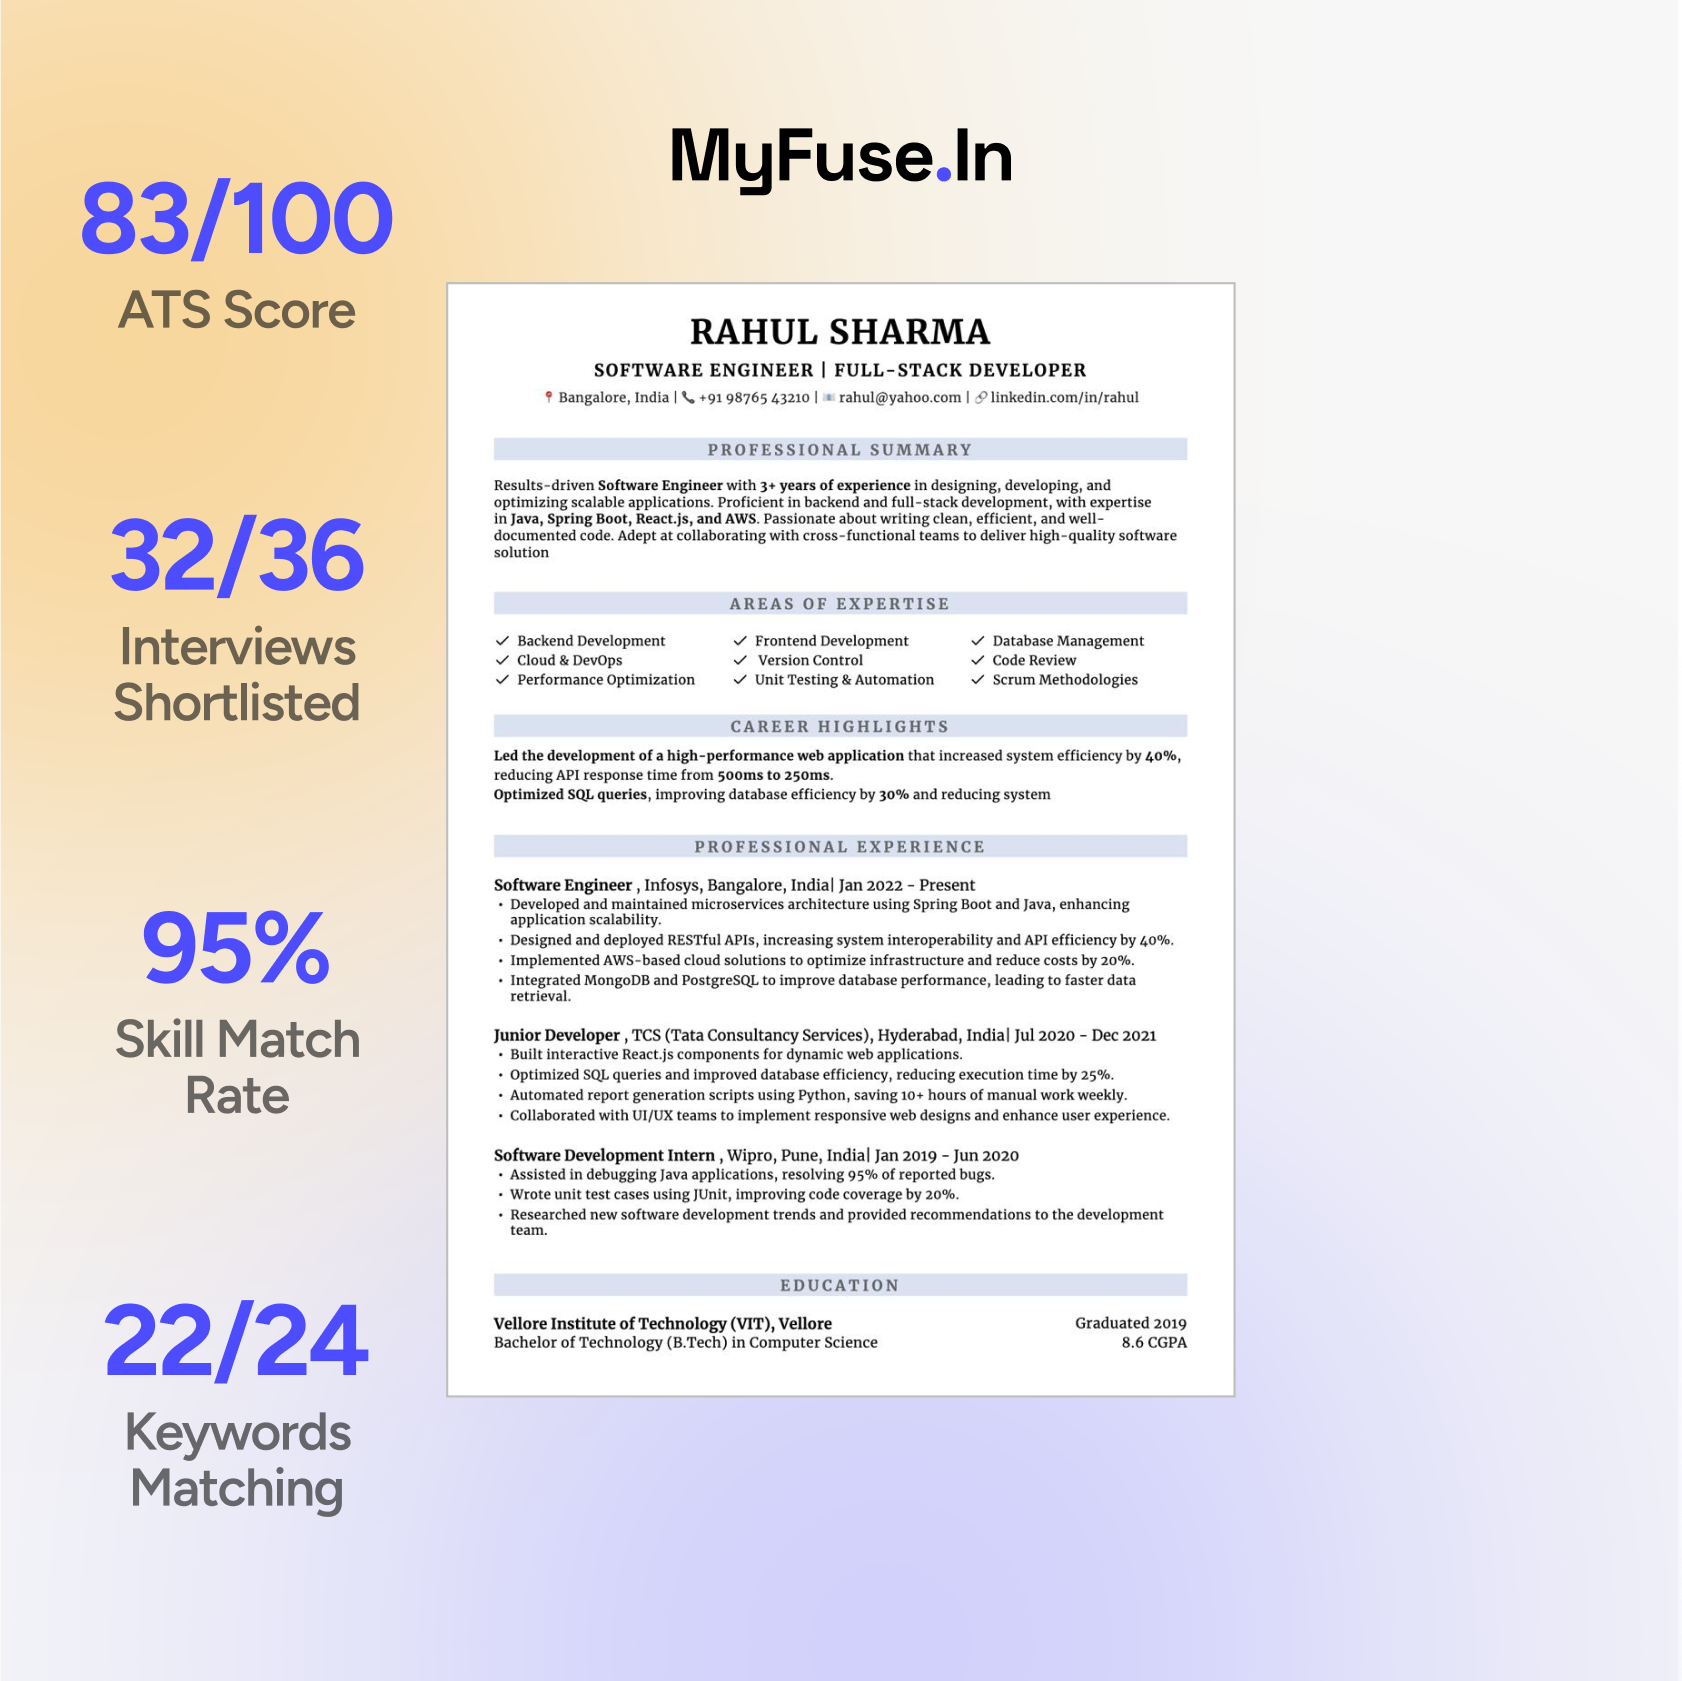 MyFuse.In
83/100
ATS Score
32/36
Interviews
Shortlisted
95%
Skill Match
Rate
22/24
Keywords
Matching
RAHUL SHARMA
SOFTWARE ENGINEER | FULL-STACK DEVELOPER
Bangalore, India | +91 98765 43210 | rahul@yahoo.com | linkedin.com/in/rahul
PROFESSIONAL SUMMARY
Results-driven Software Engineer with 3+ years of experience in designing, developing, and
optimizing scalable applications. Proficient in backend and full-stack development, with expertise
in Java, Spring Boot, React.js, and AWS. Passionate about writing clean, efficient, and well-
documented code. Adept at collaborating with cross-functional teams to deliver high-quality software
solution
AREAS OF EXPERTISE
✓ Backend Development ✓ Frontend Development ✓ Database Management
✓ Cloud & DevOps ✓ Version Control ✓ Code Review
✓ Performance Optimization ✓ Unit Testing & Automation ✓ Scrum Methodologies
CAREER HIGHLIGHTS
Led the development of a high-performance web application that increased system efficiency by 40%,
reducing API response time from 500ms to 250ms.
Optimized SQL queries, improving database efficiency by 30% and reducing system
PROFESSIONAL EXPERIENCE
Software Engineer , Infosys, Bangalore, India| Jan 2022 - Present
• Developed and maintained microservices architecture using Spring Boot and Java, enhancing
application scalability.
• Designed and deployed RESTful APIs, increasing system interoperability and API efficiency by 40%.
• Implemented AWS-based cloud solutions to optimize infrastructure and reduce costs by 20%.
• Integrated MongoDB and PostgreSQL to improve database performance, leading to faster data
retrieval.
Junior Developer , TCS (Tata Consultancy Services), Hyderabad, India| Jul 2020 - Dec 2021
• Built interactive React.js components for dynamic web applications.
• Optimized SQL queries and improved database efficiency, reducing execution time by 25%.
• Automated report generation scripts using Python, saving 10+ hours of manual work weekly.
• Collaborated with UI/UX teams to implement responsive web designs and enhance user experience.
Software Development Intern , Wipro, Pune, India| Jan 2019 - Jun 2020
• Assisted in debugging Java applications, resolving 95% of reported bugs.
• Wrote unit test cases using JUnit, improving code coverage by 20%.
• Researched new software development trends and provided recommendations to the development
team.
EDUCATION
Vellore Institute of Technology (VIT), Vellore Graduated 2019
Bachelor of Technology (B.Tech) in Computer Science 8.6 CGPA